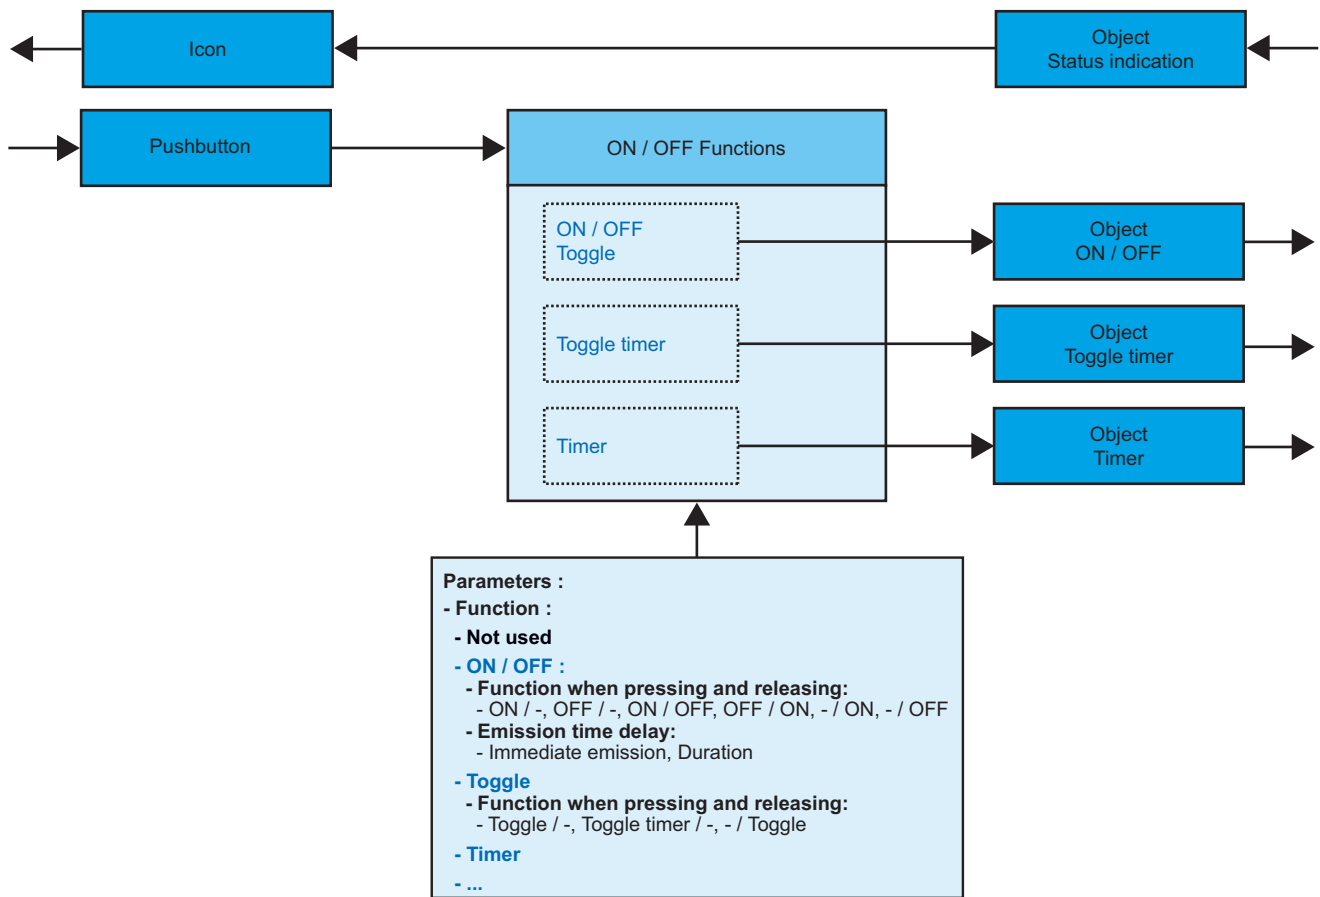 Icon
Object
Status indication
Pushbutton
ON / OFF Functions
ON / OFF
Toggle
Object
ON / OFF
Toggle timer
Object
Toggle timer
Timer
Object
Timer
Parameters :
- Function :
- Not used
- ON / OFF :
- Function when pressing and releasing:
- ON / -, OFF / -, ON / OFF, OFF / ON, - / ON, - / OFF
- Emission time delay:
- Immediate emission, Duration
- Toggle
- Function when pressing and releasing:
- Toggle / -, Toggle timer / -, - / Toggle
- Timer
- ...